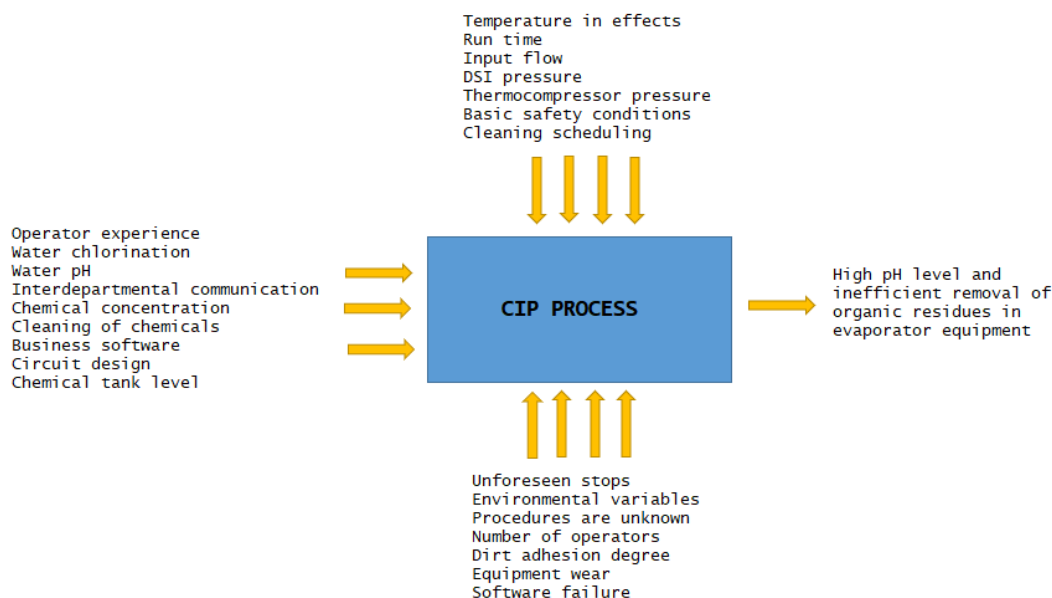 Temperature in effects
Run time
Input flow
DSI pressure
Thermocompressor pressure
Basic safety conditions
Cleaning scheduling
Operator experience
Water chlorination
Water pH
Interdepartmental communication
Chemical concentration
Cleaning of chemicals
Business software
Circuit design
Chemical tank level
CIP PROCESS
High pH level and
inefficient removal of
organic residues in
evaporator equipment
Unforeseen stops
Environmental variables
Procedures are unknown
Number of operators
Dirt adhesion degree
Equipment wear
Software failure